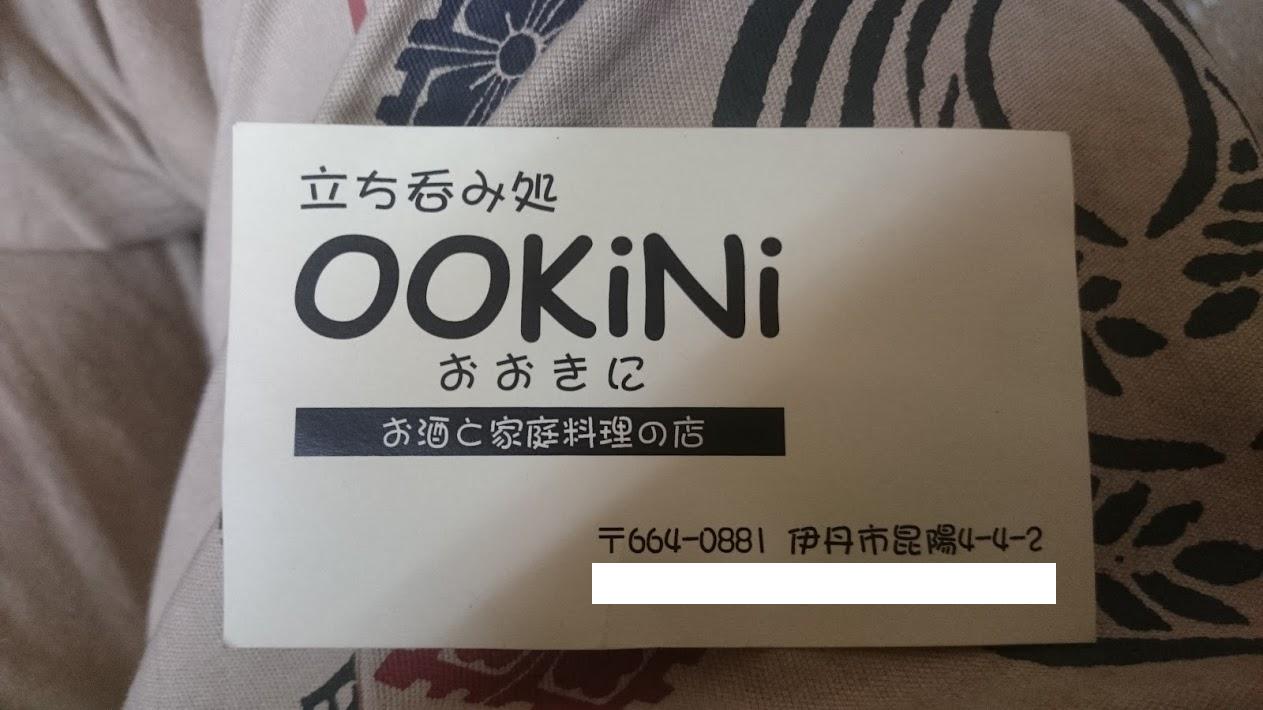 立ち呑み処
OOKiNi
おおきに
お酒と家庭料理の店
〒664-0881 伊丹市昆陽4-4-2